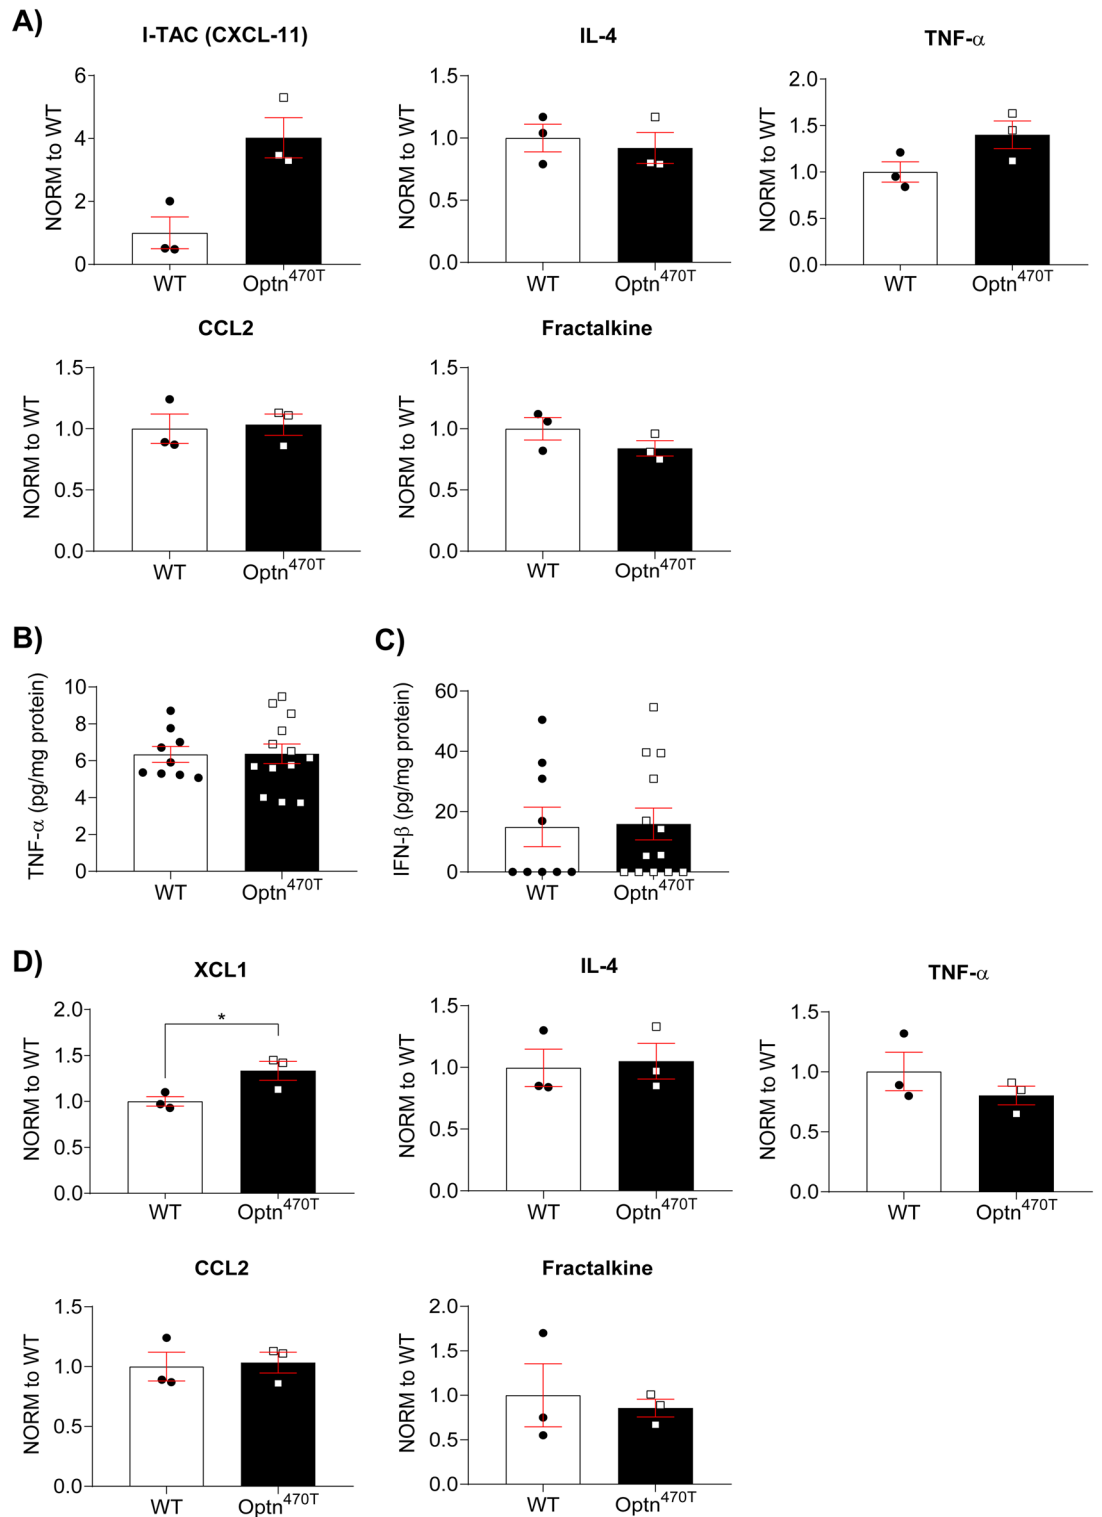 A)
I-TAC (CXCL-11)
NORM to WT
6
4
2
0
WT
Optn470T
IL-4
NORM to WT
1.5
1.0
0.5
0.0
WT
Optn470T
TNF-α
NORM to WT
2.0
1.5
1.0
0.5
0.0
WT
Optn470T
CCL2
NORM to WT
1.5
1.0
0.5
0.0
WT
Optn470T
Fractalkine
NORM to WT
1.5
1.0
0.5
0.0
WT
Optn470T
B)
TNF-α (pg/mg protein)
10
8
6
4
2
0
WT
Optn470T
C)
IFN-β (pg/mg protein)
60
40
20
0
WT
Optn470T
D)
XCL1
NORM to WT
2.0
1.5
1.0
0.5
0.0
*
WT
Optn470T
IL-4
NORM to WT
1.5
1.0
0.5
0.0
WT
Optn470T
TNF-α
NORM to WT
1.5
1.0
0.5
0.0
WT
Optn470T
CCL2
NORM to WT
1.5
1.0
0.5
0.0
WT
Optn470T
Fractalkine
NORM to WT
2.0
1.5
1.0
0.5
0.0
WT
Optn470T